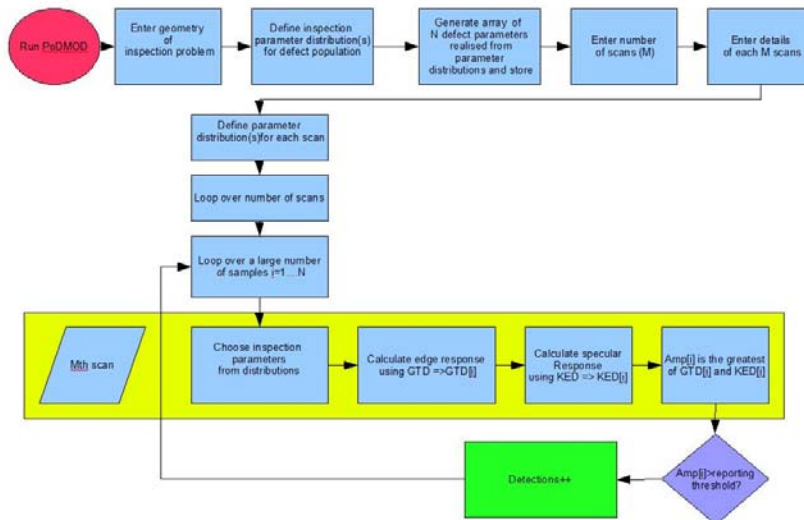 Run PoDMOD
Enter geometry
of
inspection problem
Define inspection
parameter distribution(s)
for defect population
Generate array of
N defect parameters
realised from
parameter
distributions and store
Enter number
of scans (M)
Enter details
of each M scans
Define parameter
distribution(s)for each scan
Loop over number of scans
Loop over a large number
of samples i=1....N
Mth scan
Choose inspection
parameters
from distributions
Calculate edge response
using GTD =>GTD[i]
Calculate specular
Response
using KED => KED[i]
Amp[i] is the greatest
of GTD[i] and KED[i]
Amp[i]>reporting
threshold?
Detections++